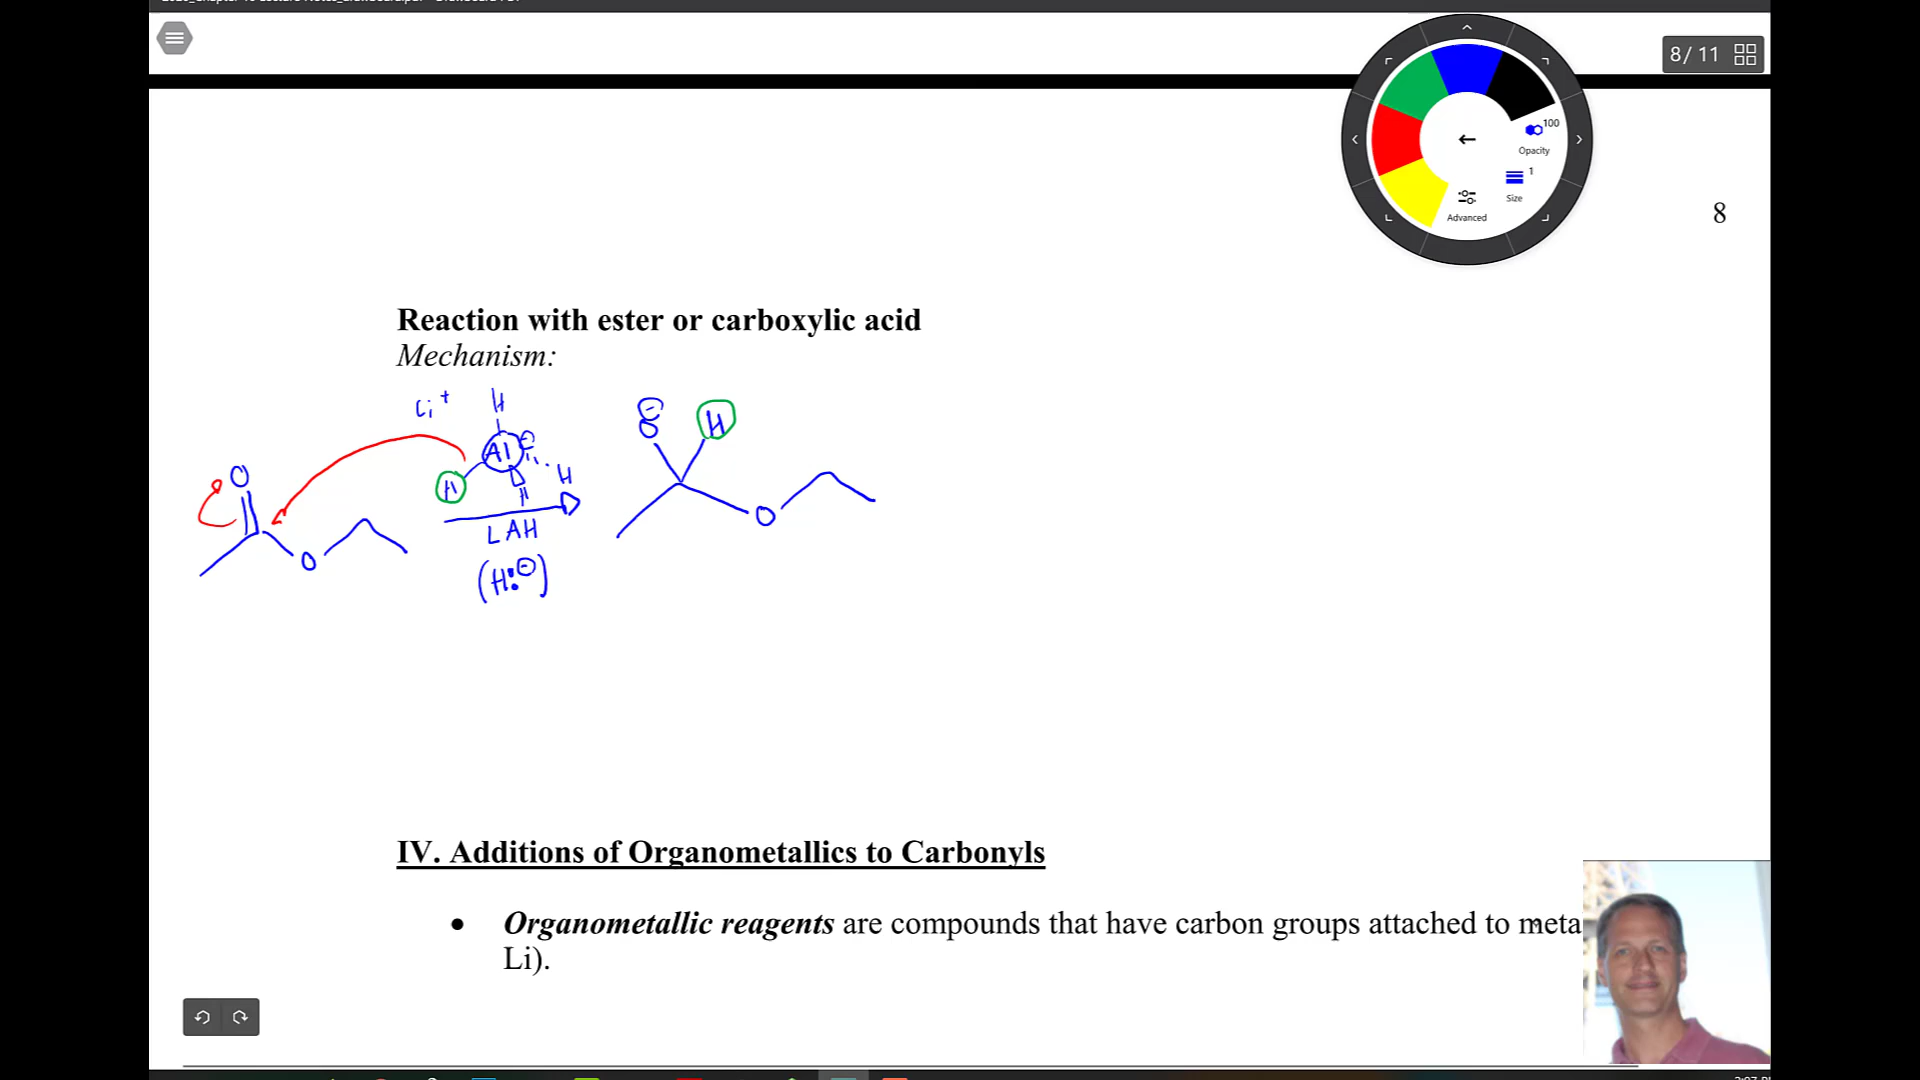 8/ 11
100
Opacity
1
Size
Advanced
8
Reaction with ester or carboxylic acid
Mechanism:
Li + H
O Al ⊖ H
H H
O
LAH
(H:⊖)
⊖
O H
O
IV. Additions of Organometallics to Carbonyls
• Organometallic reagents are compounds that have carbon groups attached to meta
Li).